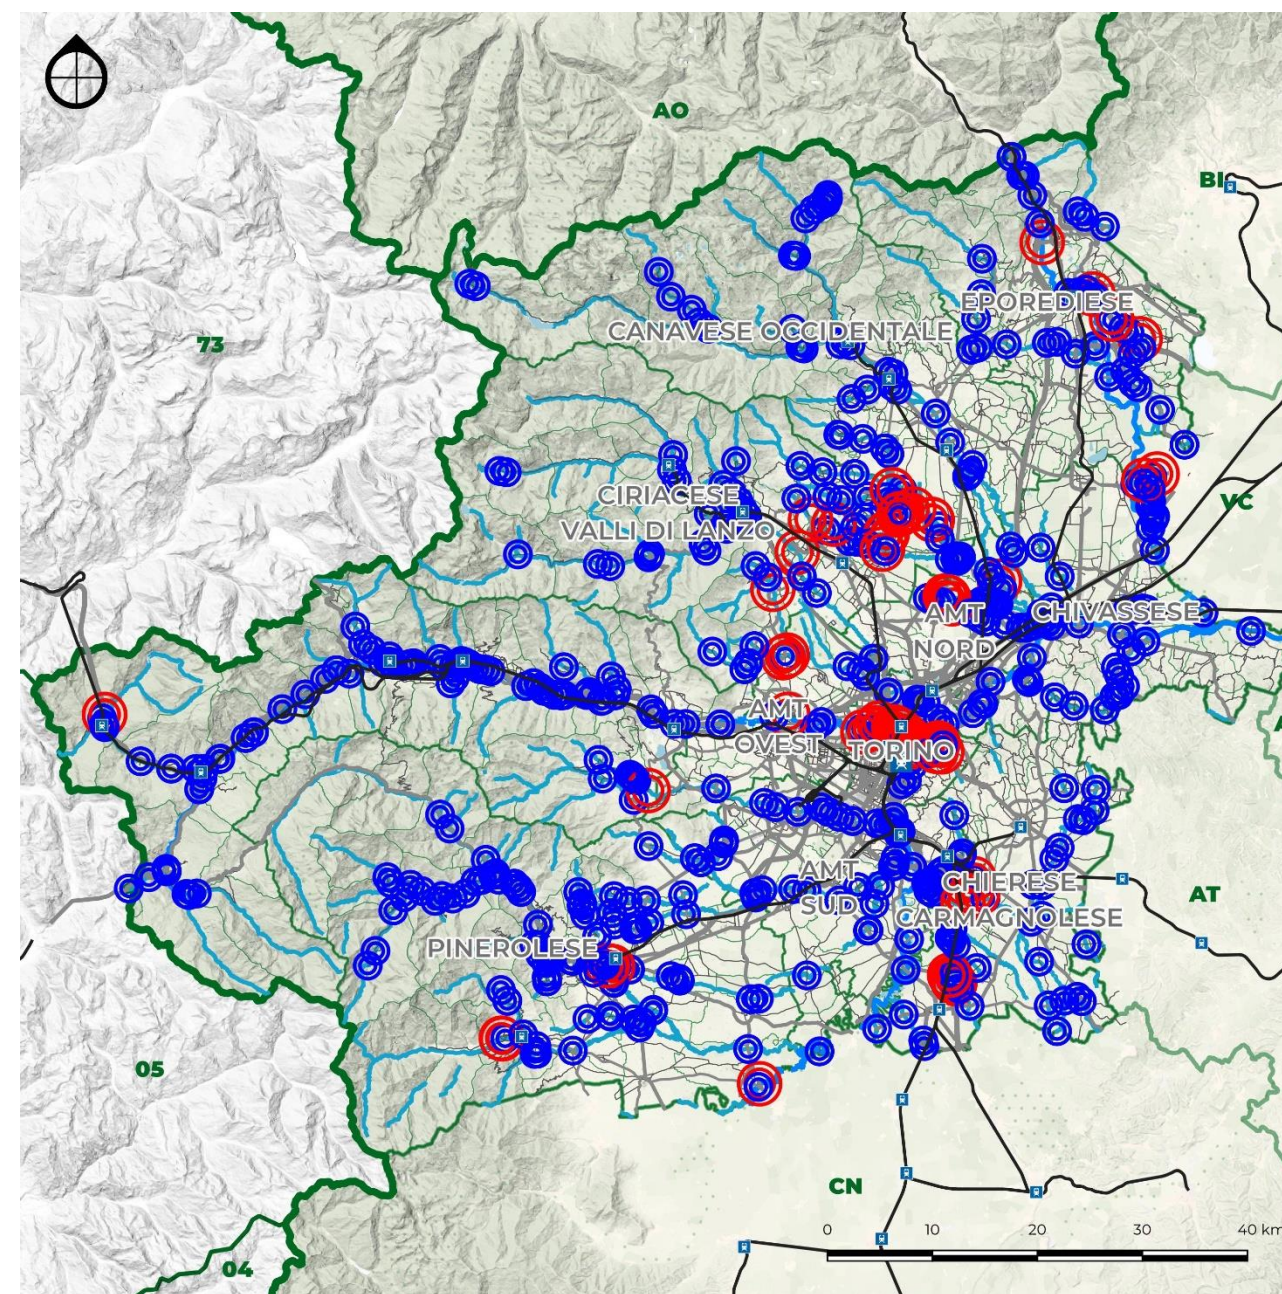 AO
BI
EPOREDIESE
CANAVESE OCCIDENTALE
73
CIRIACESE
VALLI DI LANZO
VC
AMT
NORD
CHIVASSESE
AMT
OVEST
TORINO
AMT
SUD
CHIERESE
CARMAGNOLESE
AT
PINEROLESE
05
CN
04
0 10 20 30 40 km